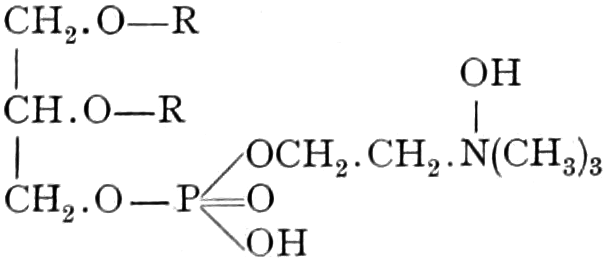 CH₂.O—R
OH
CH.O—R
OCH₂.CH₂.N(CH₃)₃
CH₂.O—P=O
OH